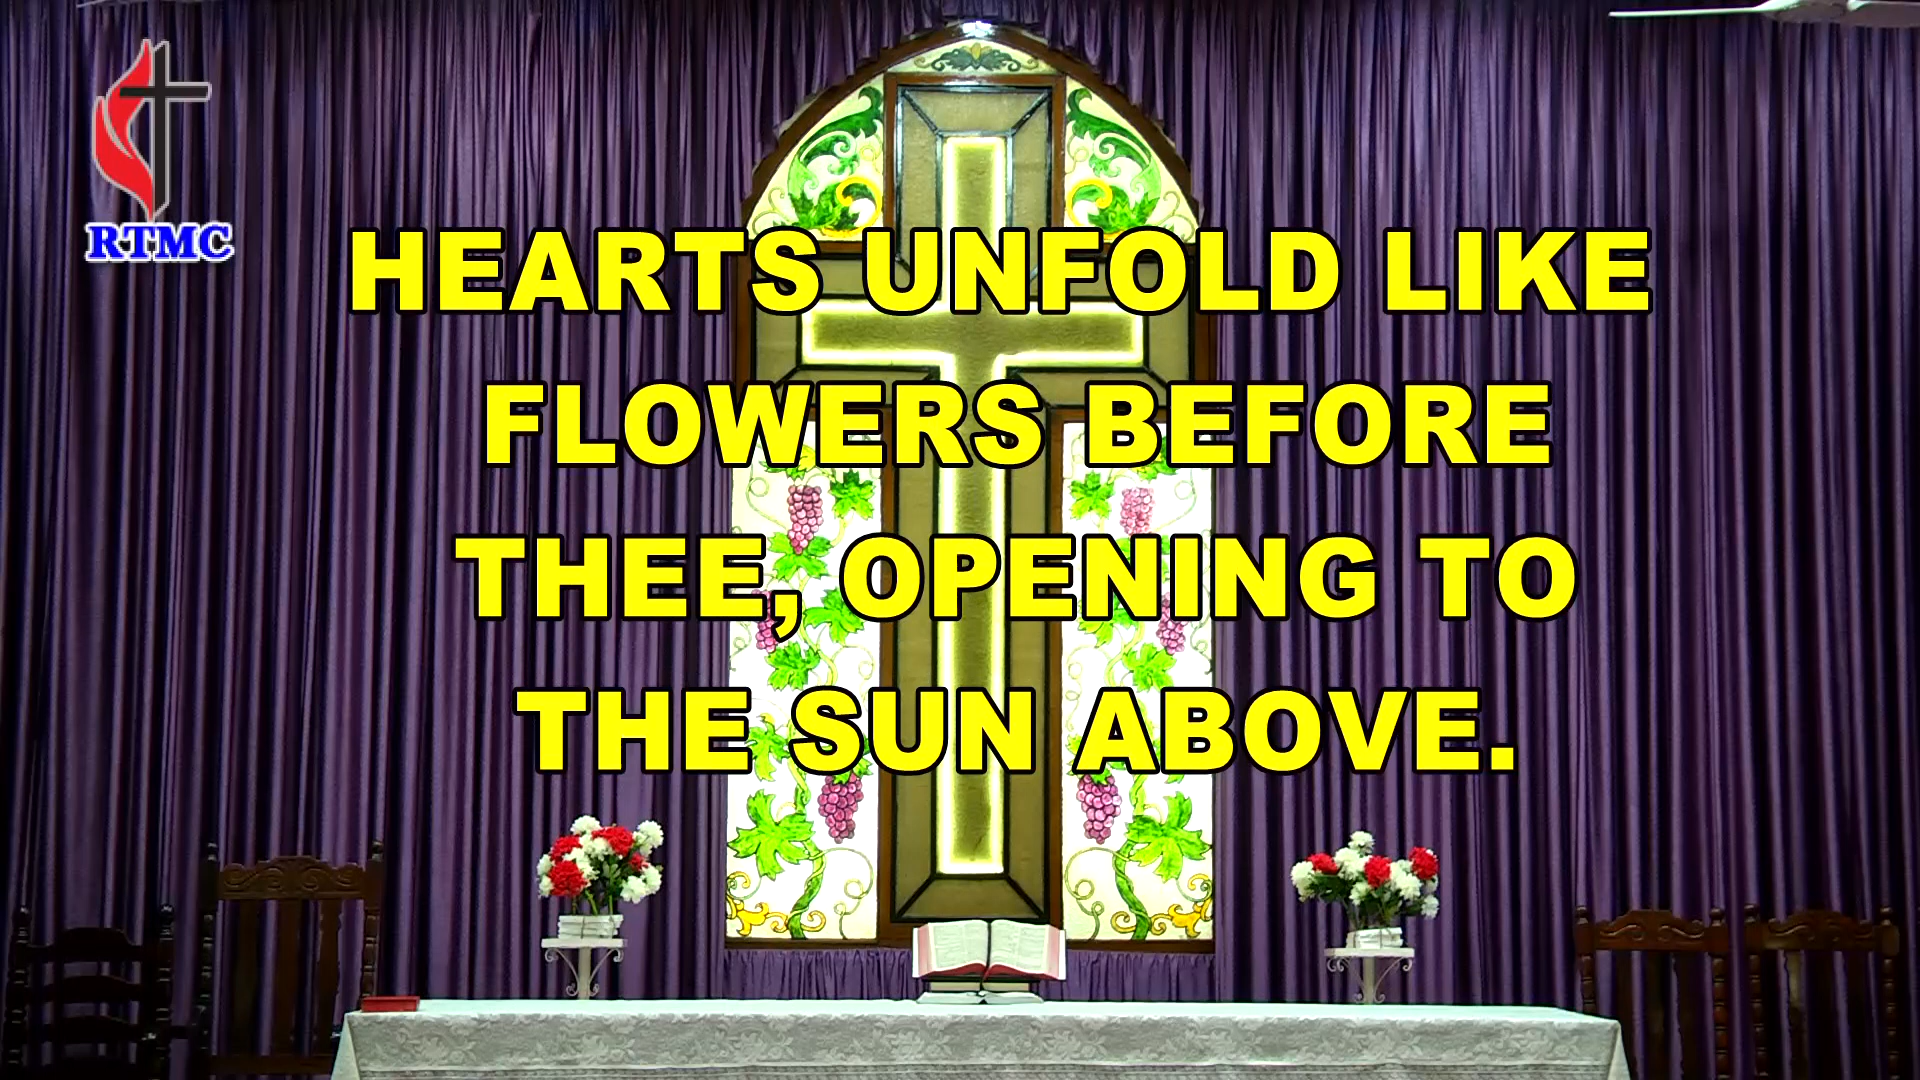 RTMC
HEARTS UNFOLD LIKE
FLOWERS BEFORE
THEE, OPENING TO
THE SUN ABOVE.